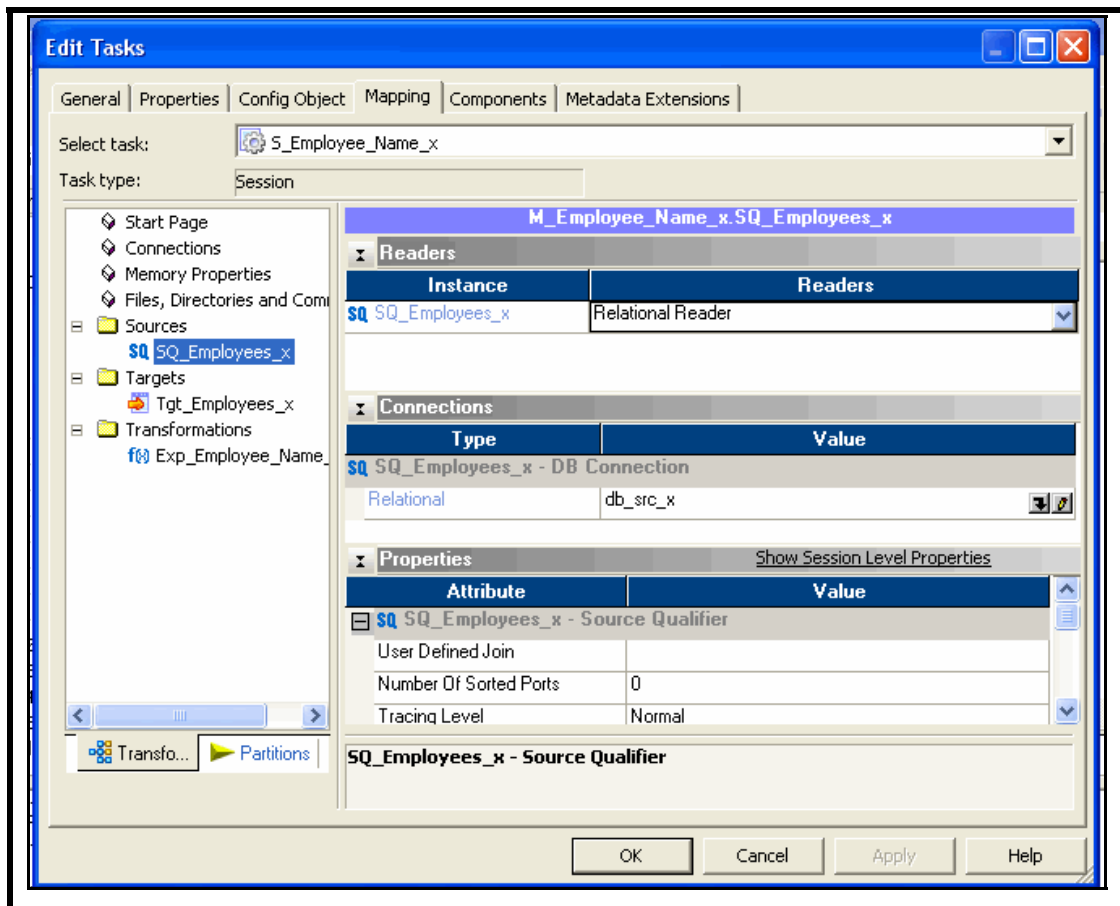 Edit Tasks
General Properties Config Object Mapping Components Metadata Extensions
Select task: S_Employee_Name_x
Task type: Session
Start Page
Connections
Memory Properties
Files, Directories and Com
Sources
SQ SQ_Employees_x
Targets
Tgt_Employees_x
Transformations
f(x) Exp_Employee_Name_
Transfo... Partitions
M_Employee_Name_x.SQ_Employees_x
Readers
Instance Readers
SQ SQ_Employees_x Relational Reader
Connections
Type Value
SQ SQ_Employees_x - DB Connection
Relational db_src_x
Properties Show Session Level Properties
Attribute Value
SQ SQ_Employees_x - Source Qualifier
User Defined Join
Number Of Sorted Ports 0
Tracing Level Normal
SQ_Employees_x - Source Qualifier
OK Cancel Apply Help